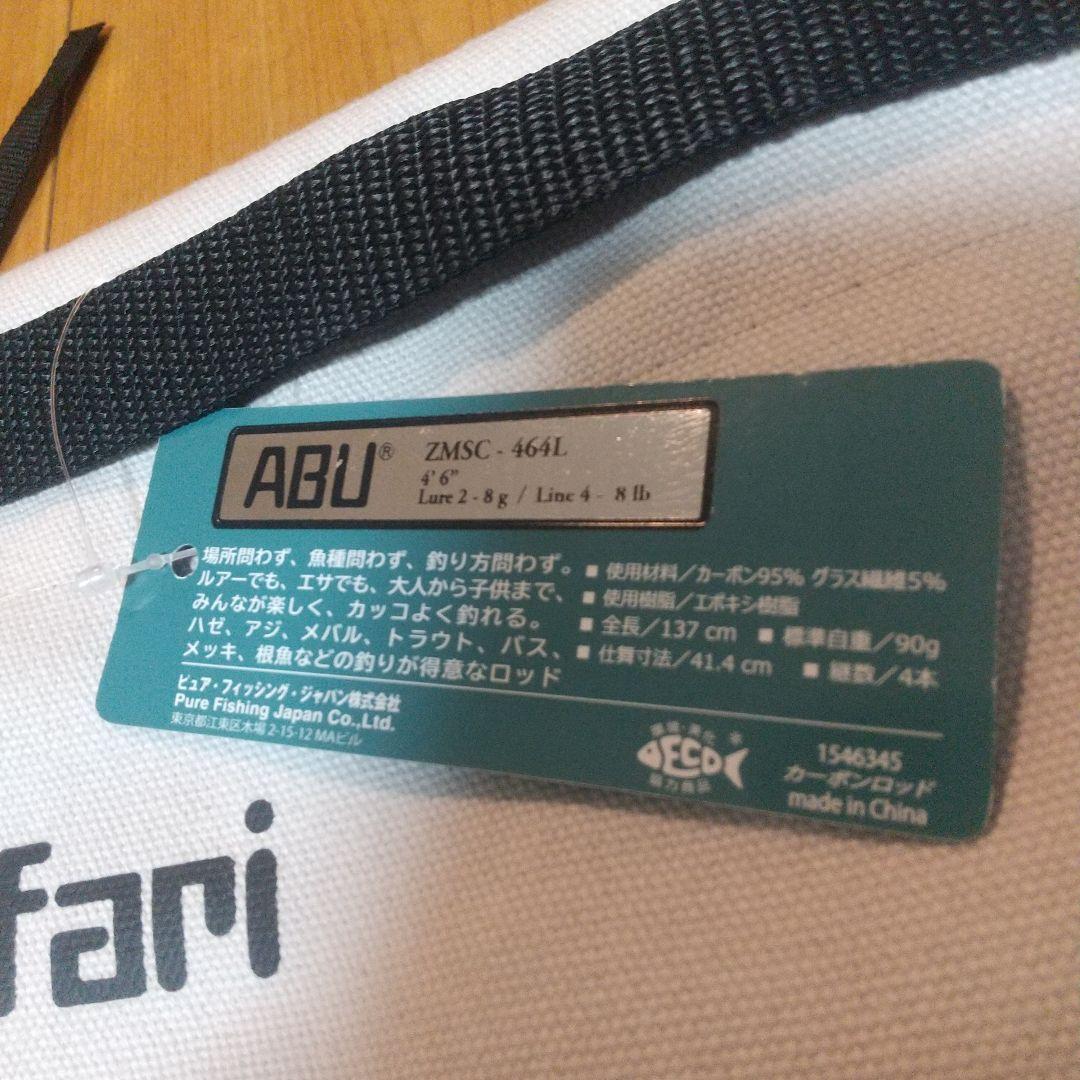 ABU®
ZMSC - 464L
4' 6"
Lure 2 - 8 g / Line 4 - 8 lb
場所問わず、魚種問わず、釣り方問わず。
ルアーでも、エサでも、大人から子供まで、
みんなが楽しく、カッコよく釣れる。
ハゼ、アジ、メバル、トラウト、バス、
メッキ、根魚などの釣りが得意なロッド
■ 使用材料/カーボン95% グラス繊維5%
■ 使用樹脂/エポキシ樹脂
■ 全長/137 cm ■ 標準自重/90g
■ 仕舞寸法/41.4 cm ■ 継数/4本
ピュア・フィッシング・ジャパン株式会社
Pure Fishing Japan Co.,Ltd.
東京都江東区木場 2-15-12 MAビル
環境・美化
ECO
協力商品
1546345
カーボンロッド
made in China
fari